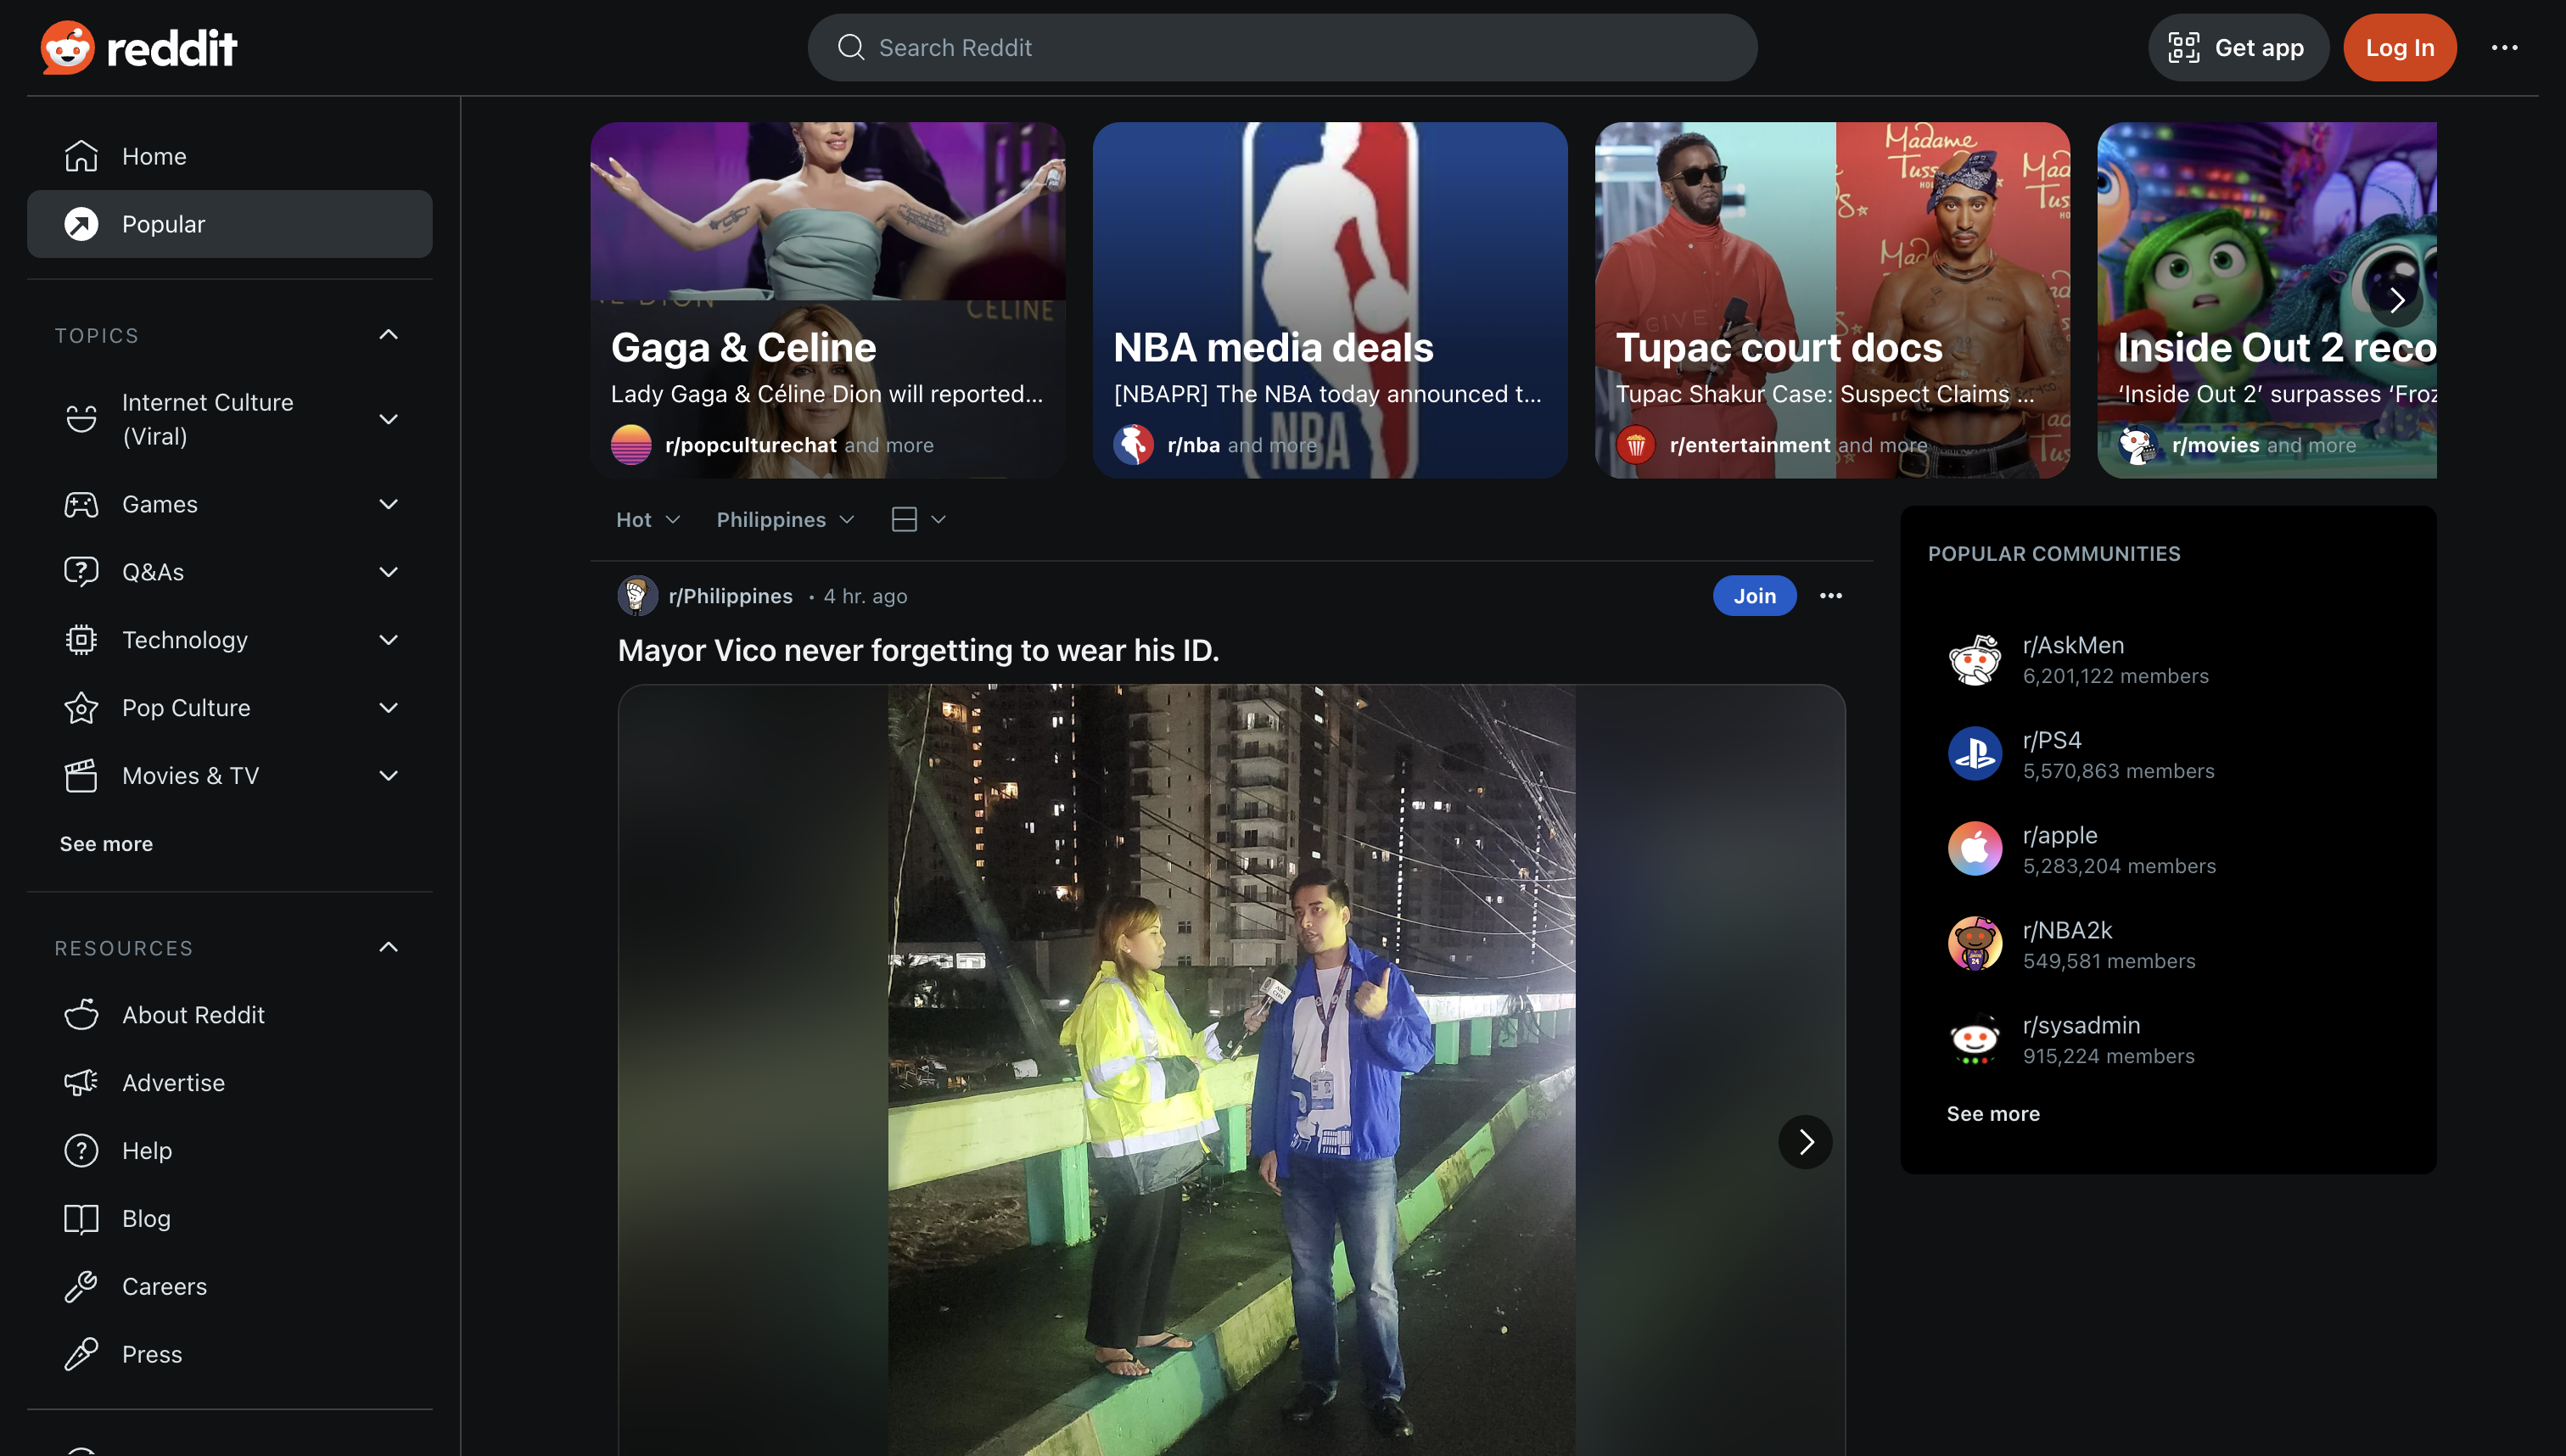 reddit
Search Reddit
Get app
Log In
Home
Popular
TOPICS
Internet Culture
(Viral)
Games
Q&As
Technology
Pop Culture
Movies & TV
See more
RESOURCES
About Reddit
Advertise
Help
Blog
Careers
Press
CELINE
Gaga & Celine
Lady Gaga & Céline Dion will reported...
r/popculturechat and more
NBA media deals
[NBAPR] The NBA today announced t...
r/nba and more
NBA
Madame
Tuss
GIVE
Tupac court docs
Tupac Shakur Case: Suspect Claims ...
r/entertainment and more
Inside Out 2 reco
‘Inside Out 2’ surpasses ‘Froz
r/movies and more
Hot
Philippines
r/Philippines • 4 hr. ago
Join
Mayor Vico never forgetting to wear his ID.
POPULAR COMMUNITIES
r/AskMen
6,201,122 members
r/PS4
5,570,863 members
r/apple
5,283,204 members
r/NBA2k
549,581 members
r/sysadmin
915,224 members
See more